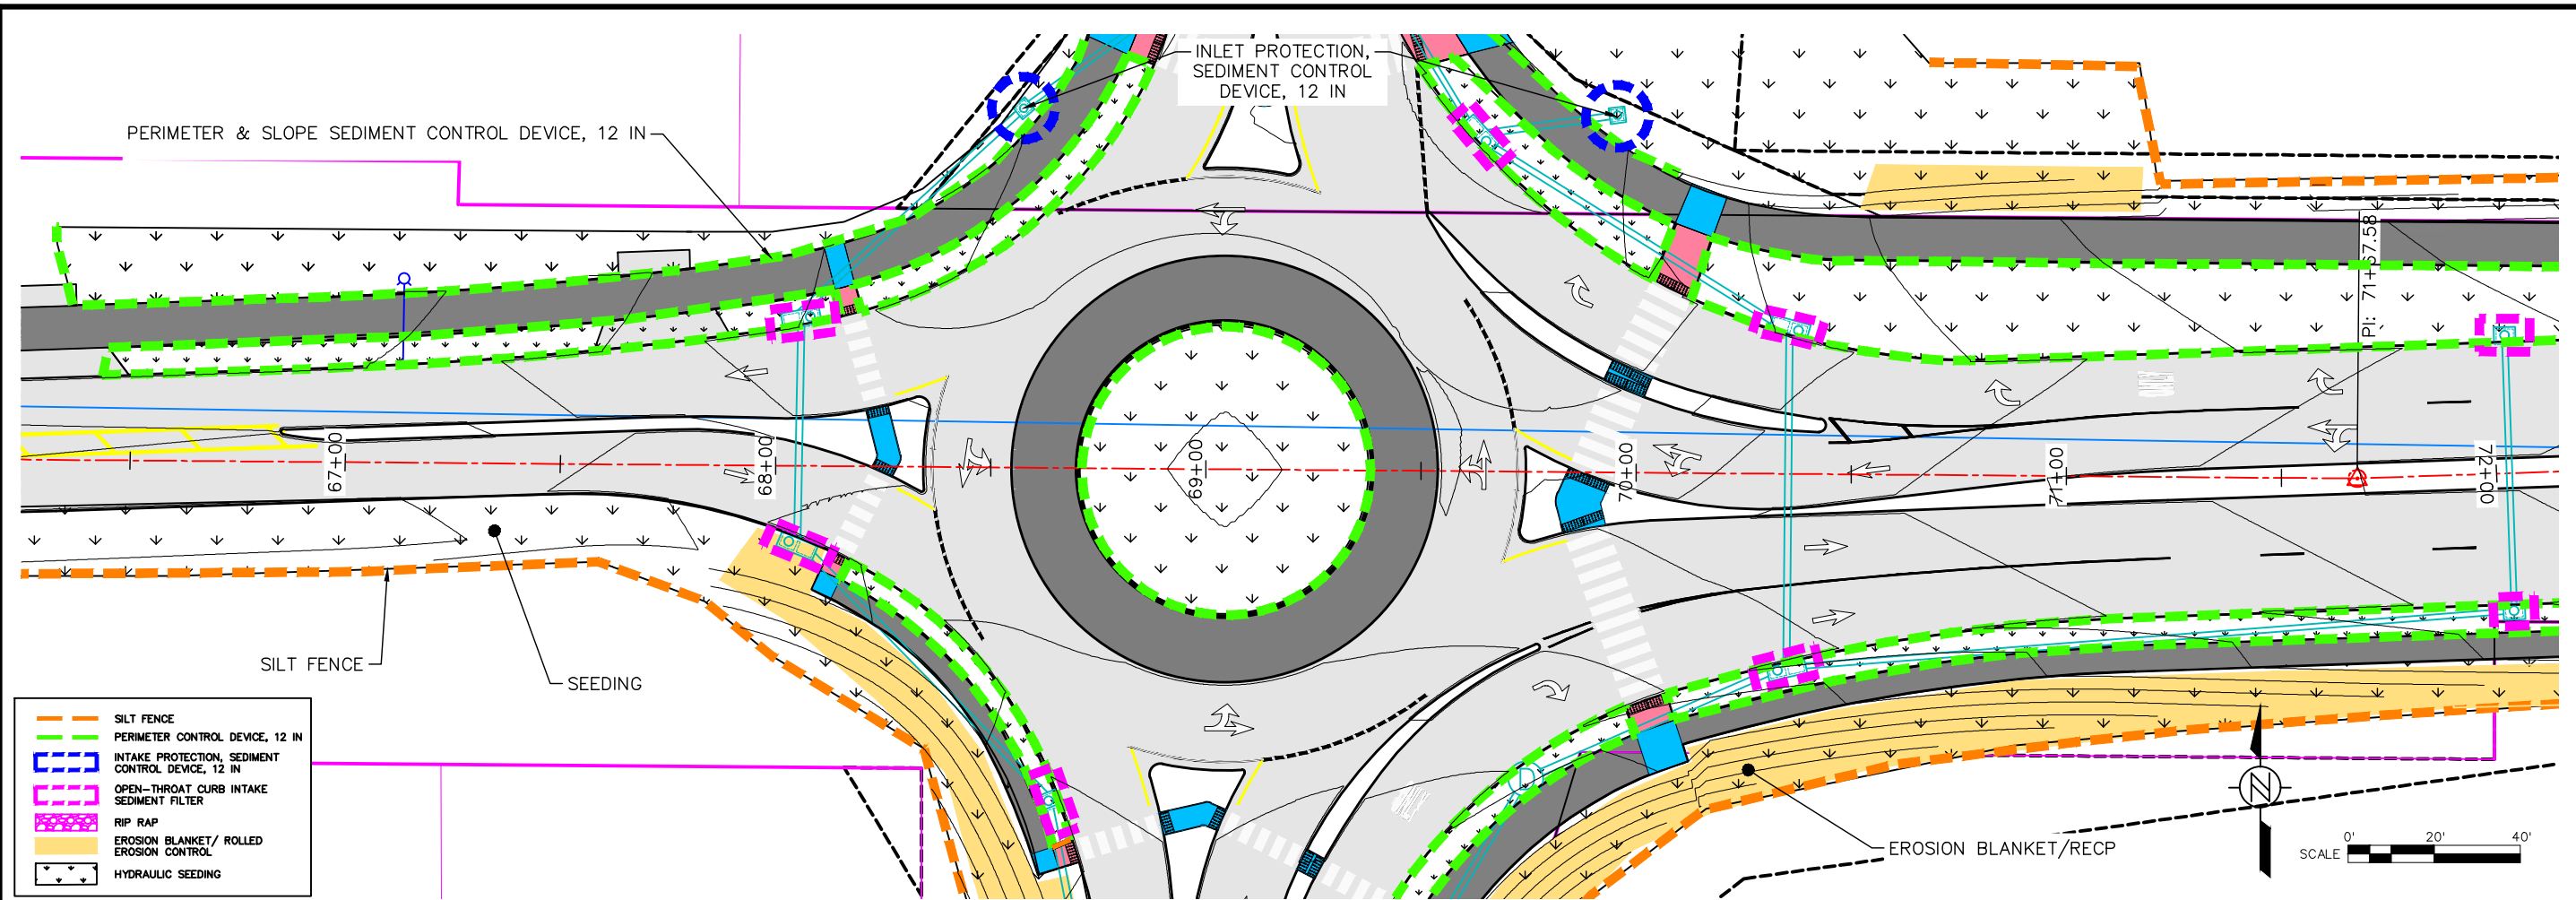 INLET PROTECTION,
SEDIMENT CONTROL
DEVICE, 12 IN
PERIMETER & SLOPE SEDIMENT CONTROL DEVICE, 12 IN
PI: 71+67.58
67+00
68+00
69+00
70+00
71+00
72+00
SILT FENCE
SEEDING
EROSION BLANKET/RECP
SILT FENCE
PERIMETER CONTROL DEVICE, 12 IN
INTAKE PROTECTION, SEDIMENT
CONTROL DEVICE, 12 IN
OPEN-THROAT CURB INTAKE
SEDIMENT FILTER
RIP RAP
EROSION BLANKET/ ROLLED
EROSION CONTROL
HYDRAULIC SEEDING
N
0' 20' 40'
SCALE